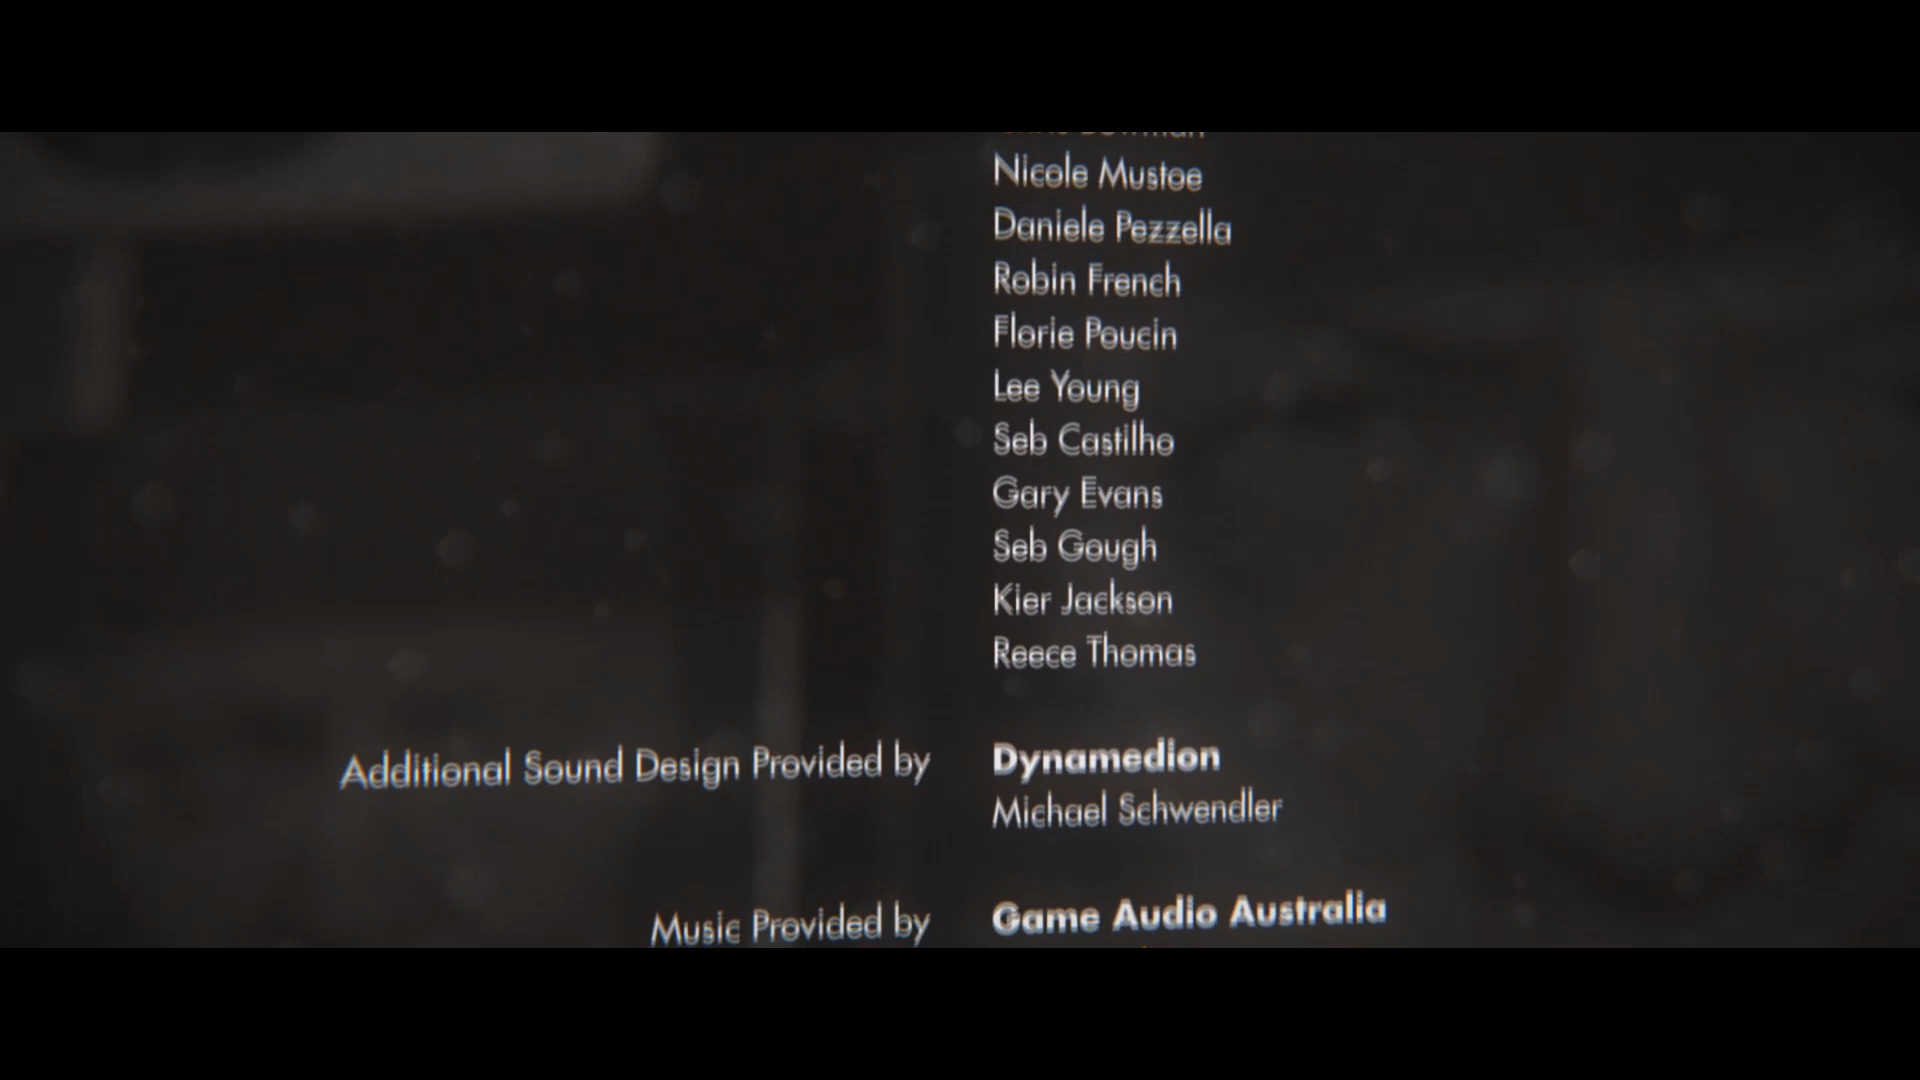 Nicole Mustoe
Daniele Pezzella
Robin French
Florie Poucin
Lee Young
Seb Castilho
Gary Evans
Seb Gough
Kier Jackson
Reece Thomas
Additional Sound Design Provided by Dynamedion
Michael Schwendler
Music Provided by Game Audio Australia